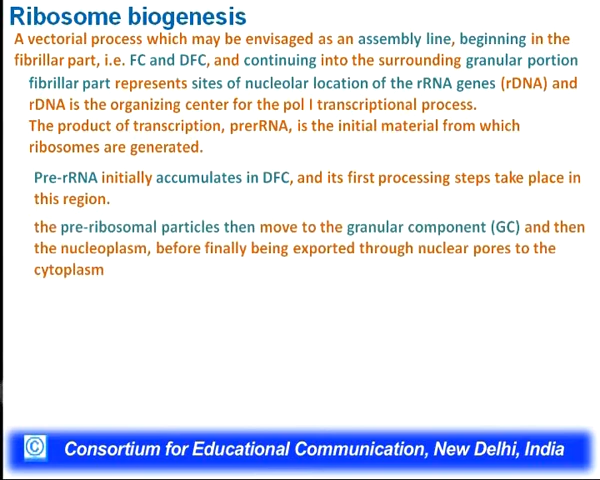 Ribosome biogenesis
A vectorial process which may be envisaged as an assembly line, beginning in the
fibrillar part, i.e. FC and DFC, and continuing into the surrounding granular portion
fibrillar part represents sites of nucleolar location of the rRNA genes (rDNA) and
rDNA is the organizing center for the pol I transcriptional process.
The product of transcription, prerRNA, is the initial material from which
ribosomes are generated.
Pre-rRNA initially accumulates in DFC, and its first processing steps take place in
this region.
the pre-ribosomal particles then move to the granular component (GC) and then
the nucleoplasm, before finally being exported through nuclear pores to the
cytoplasm
© Consortium for Educational Communication, New Delhi, India